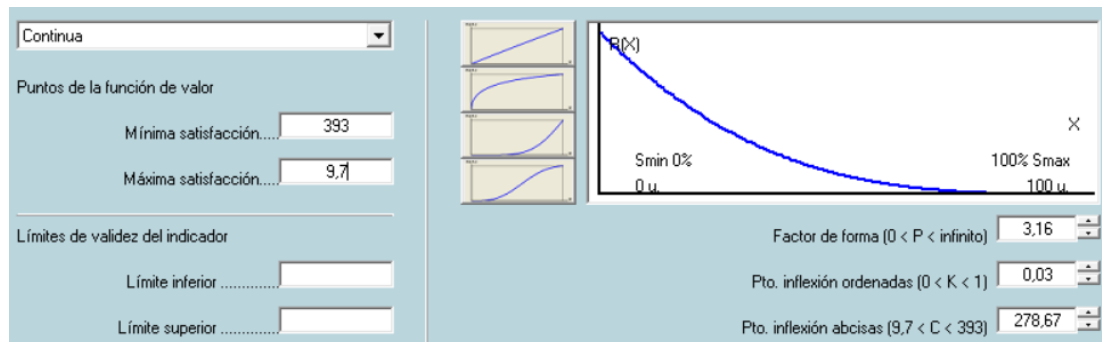 Continua
Puntos de la función de valor
Mínima satisfacción.... 393
Máxima satisfacción.... 9,7
Límites de validez del indicador
Límite inferior .............
Límite superior .............
R(X)
X
Smin 0%
100% Smax
0 u.
100 u.
Factor de forma (0 < P < infinito) 3,16
Pto. inflexión ordenadas (0 < K < 1) 0,03
Pto. inflexión abcisas (9,7 < C < 393) 278,67